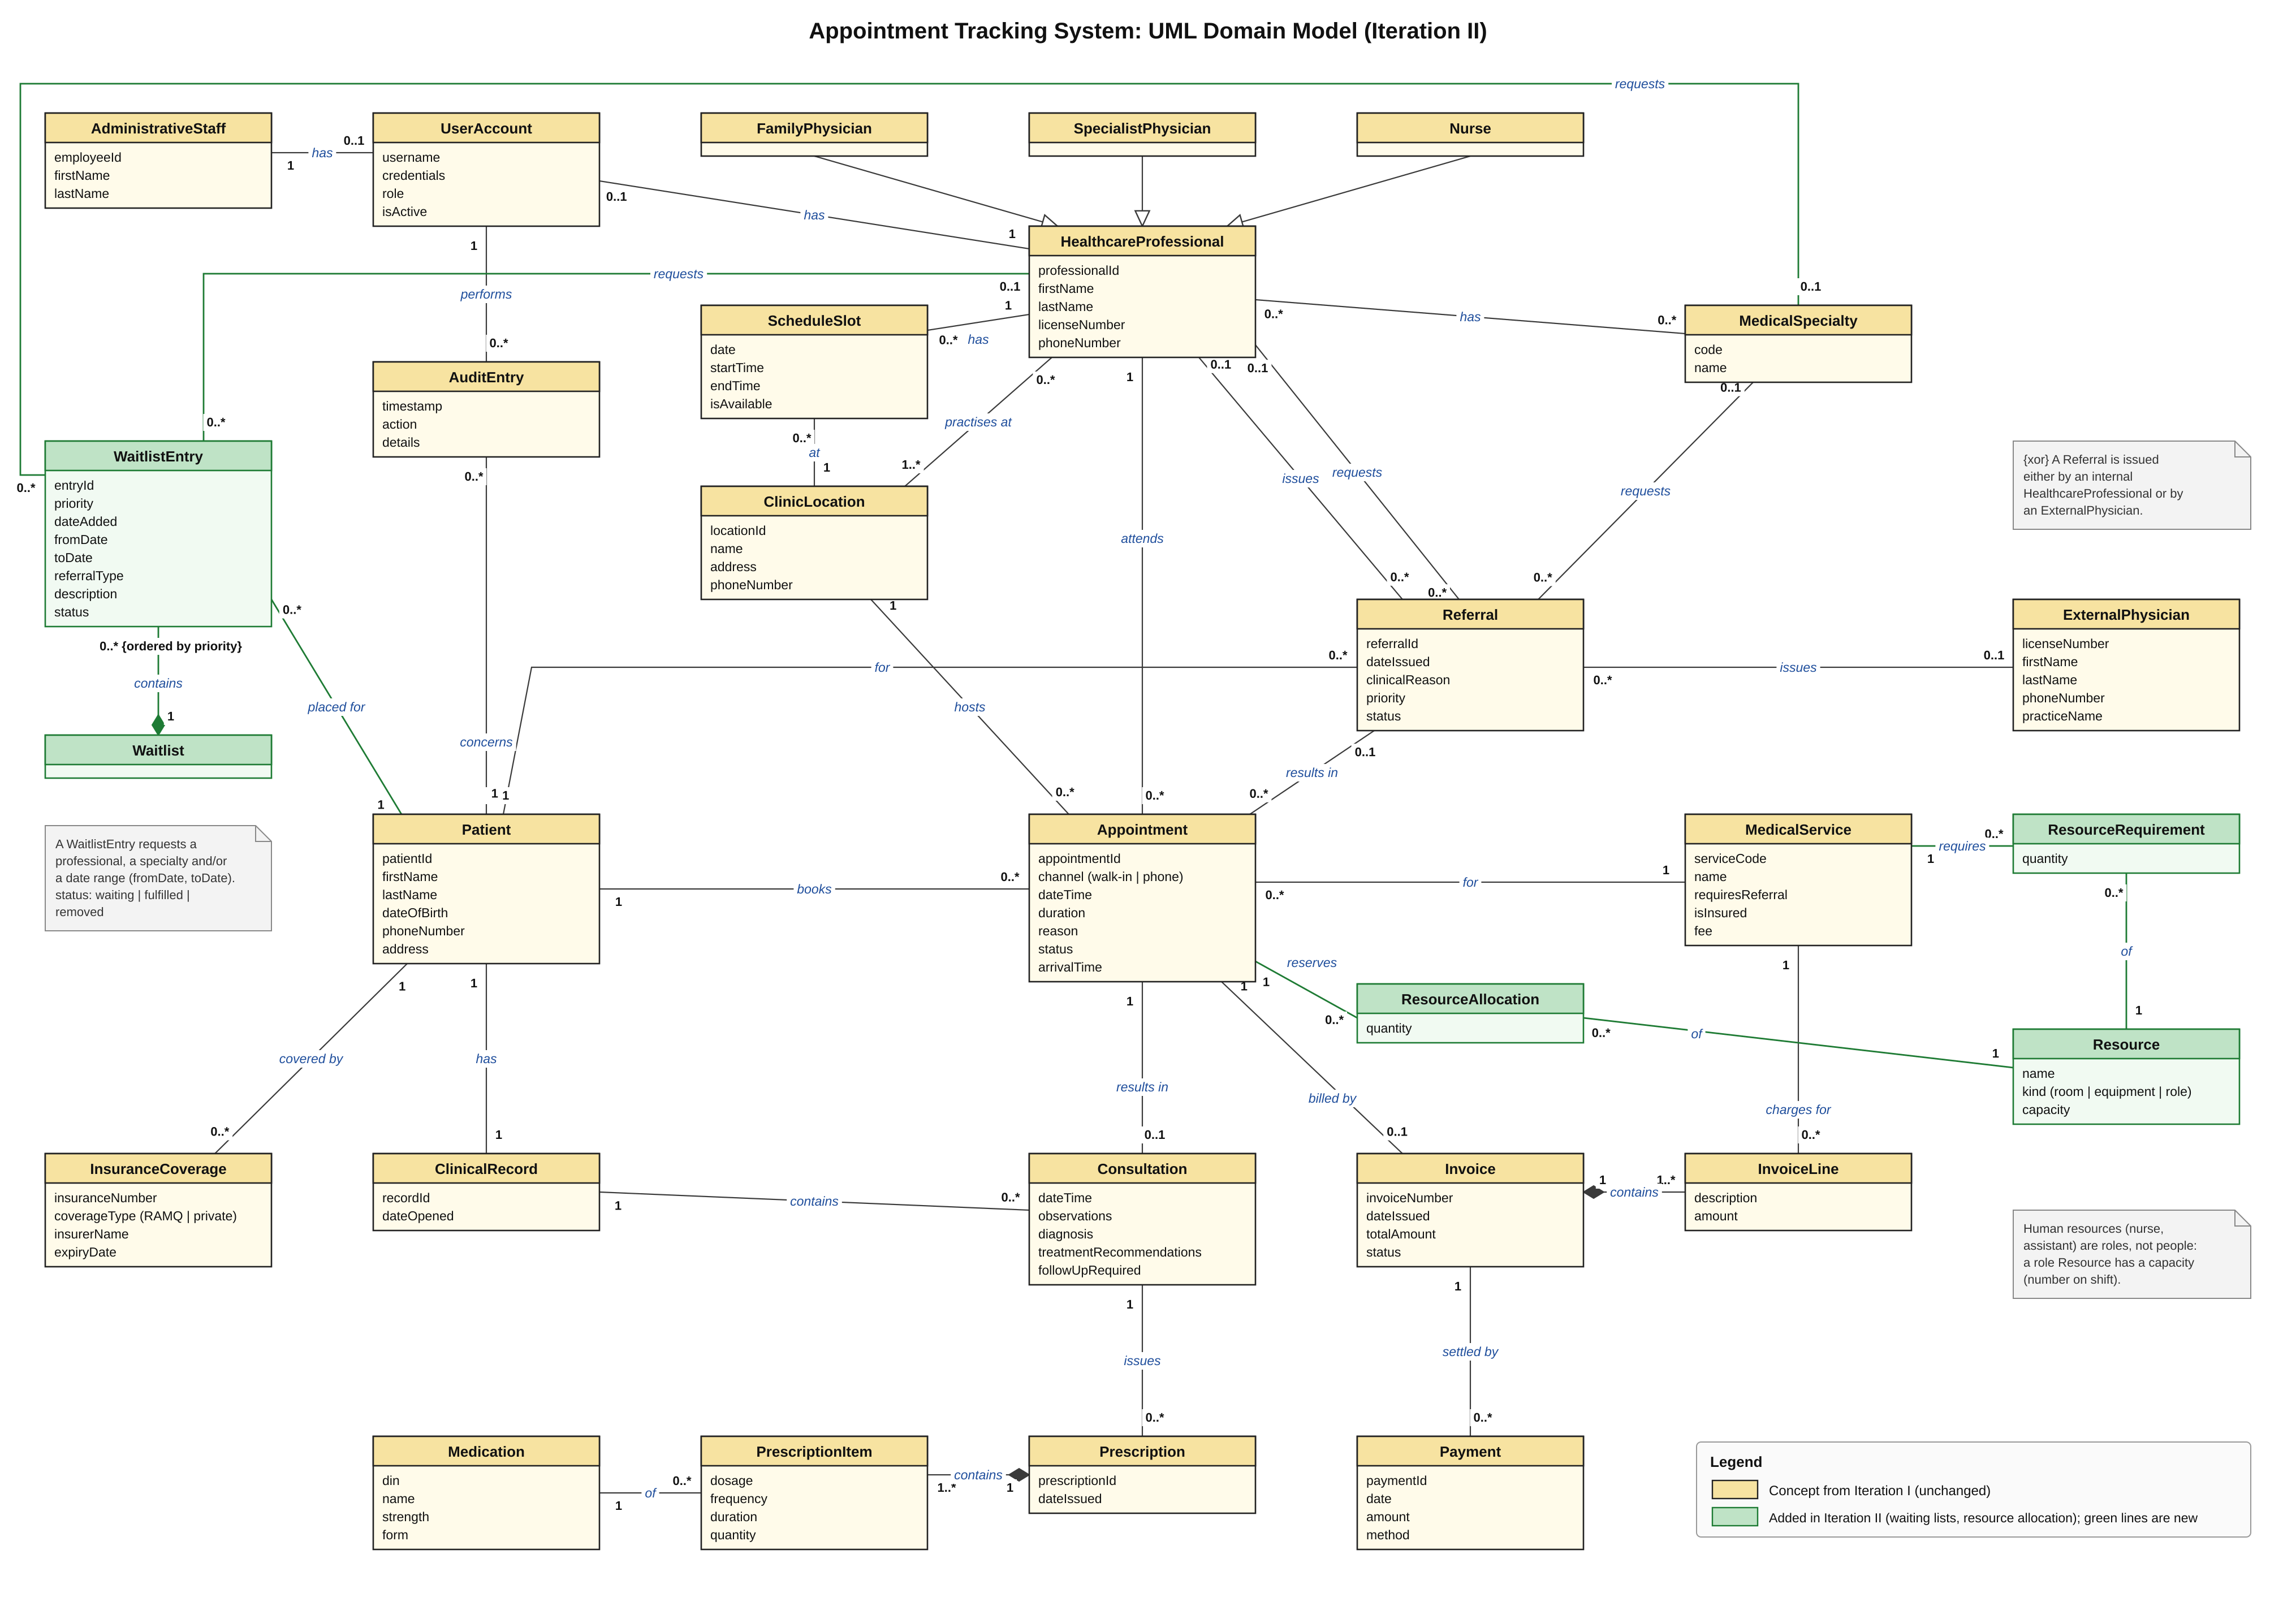 Appointment Tracking System: UML Domain Model (Iteration II)
requests
AdministrativeStaff
employeeId
firstName
lastName
1
has
0..1
UserAccount
username
credentials
role
isActive
FamilyPhysician
SpecialistPhysician
Nurse
0..1
has
1
HealthcareProfessional
professionalId
firstName
lastName
licenseNumber
phoneNumber
requests
0..1
0..*
1
performs
0..*
AuditEntry
timestamp
action
details
0..*
concerns
1
ScheduleSlot
date
startTime
endTime
isAvailable
1
0..*
has
0..*
at
1
0..*
practises at
1..*
ClinicLocation
locationId
name
address
phoneNumber
0..*
has
0..*
0..1
MedicalSpecialty
code
name
0..1
requests
0..*
0..1
issues
0..*
0..1
requests
0..*
1
attends
0..*
{xor} A Referral is issued
either by an internal
HealthcareProfessional or by
an ExternalPhysician.
WaitlistEntry
entryId
priority
dateAdded
fromDate
toDate
referralType
description
status
0..*
0..* {ordered by priority}
contains
1
Waitlist
0..*
placed for
1
Referral
referralId
dateIssued
clinicalReason
priority
status
0..*
for
1
0..*
issues
0..1
ExternalPhysician
licenseNumber
firstName
lastName
phoneNumber
practiceName
1
hosts
0..*
0..1
results in
0..*
A WaitlistEntry requests a
professional, a specialty and/or
a date range (fromDate, toDate).
status: waiting | fulfilled |
removed
Patient
patientId
firstName
lastName
dateOfBirth
phoneNumber
address
1
books
0..*
Appointment
appointmentId
channel (walk-in | phone)
dateTime
duration
reason
status
arrivalTime
0..*
for
1
MedicalService
serviceCode
name
requiresReferral
isInsured
fee
1
requires
0..*
ResourceRequirement
quantity
0..*
of
1
reserves
1
0..*
ResourceAllocation
quantity
0..*
of
1
Resource
name
kind (room | equipment | role)
capacity
1
covered by
0..*
1
has
1
1
results in
0..1
1
billed by
0..1
1
charges for
0..*
InsuranceCoverage
insuranceNumber
coverageType (RAMQ | private)
insurerName
expiryDate
ClinicalRecord
recordId
dateOpened
1
contains
0..*
Consultation
dateTime
observations
diagnosis
treatmentRecommendations
followUpRequired
Invoice
invoiceNumber
dateIssued
totalAmount
status
1
contains
1..*
InvoiceLine
description
amount
Human resources (nurse,
assistant) are roles, not people:
a role Resource has a capacity
(number on shift).
1
issues
0..*
1
settled by
0..*
Medication
din
name
strength
form
1
of
0..*
PrescriptionItem
dosage
frequency
duration
quantity
1..*
contains
1
Prescription
prescriptionId
dateIssued
Payment
paymentId
date
amount
method
Legend
Concept from Iteration I (unchanged)
Added in Iteration II (waiting lists, resource allocation); green lines are new